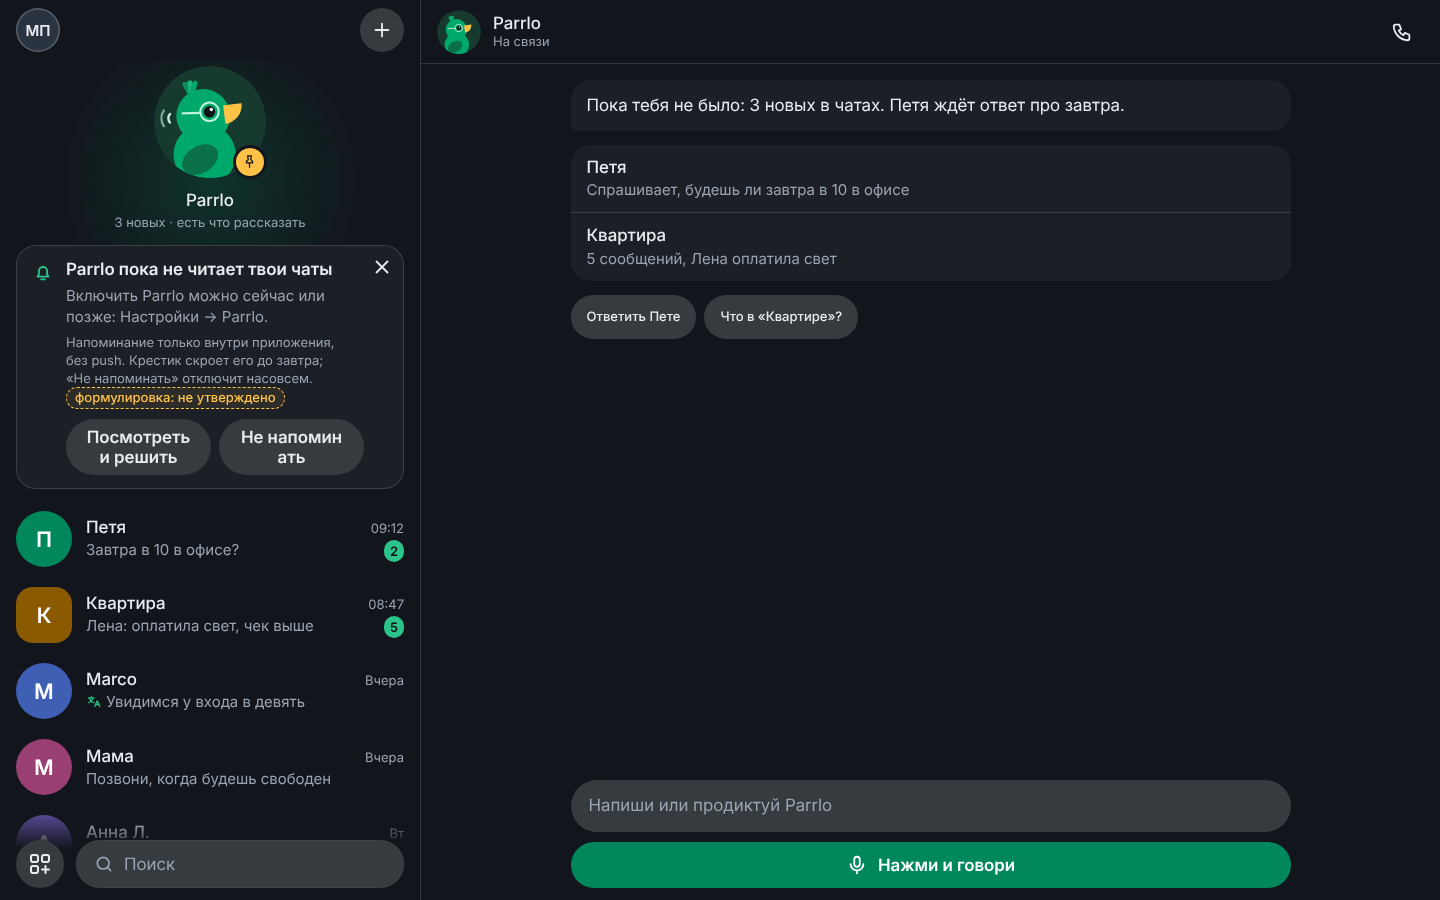 МП
Parrlo
3 новых · есть что рассказать
Parrlo пока не читает твои чаты
Включить Parrlo можно сейчас или
позже: Настройки → Parrlo.
Напоминание только внутри приложения,
без push. Крестик скроет его до завтра;
«Не напоминать» отключит насовсем.
формулировка: не утверждено
Посмотреть
и решить
Не напомин
ать
П
Петя
09:12
Завтра в 10 в офисе?
2
К
Квартира
08:47
Лена: оплатила свет, чек выше
5
M
Marco
Вчера
Увидимся у входа в девять
М
Мама
Вчера
Позвони, когда будешь свободен
Анна Л.
Вт
Поиск
Parrlo
На связи
Пока тебя не было: 3 новых в чатах. Петя ждёт ответ про завтра.
Петя
Спрашивает, будешь ли завтра в 10 в офисе
Квартира
5 сообщений, Лена оплатила свет
Ответить Пете
Что в «Квартире»?
Напиши или продиктуй Parrlo
Нажми и говори